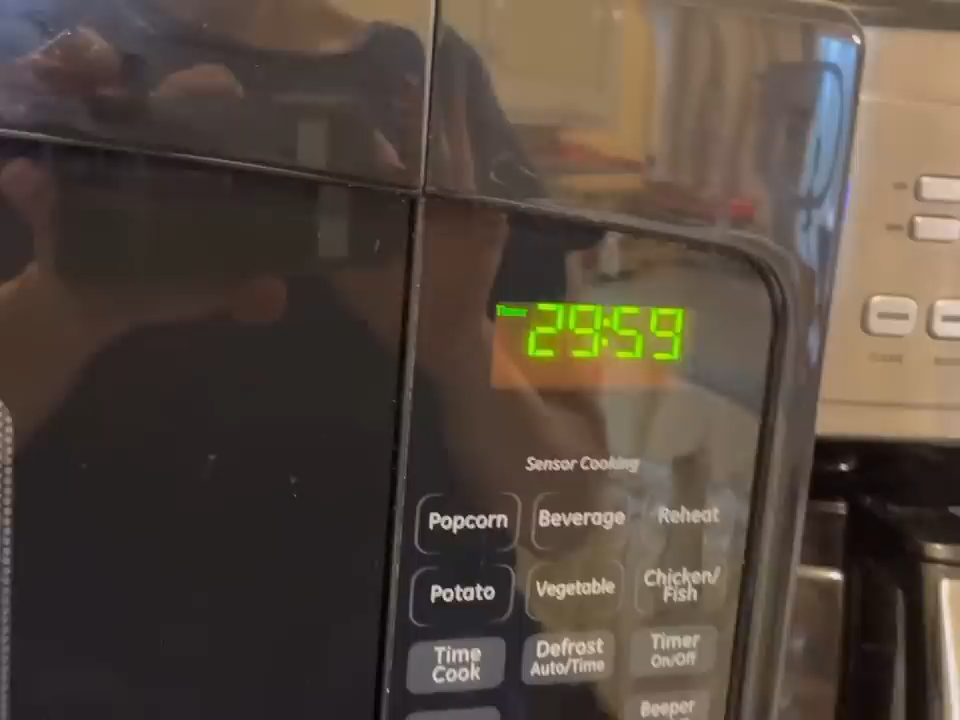 Timer
29:59
Sensor Cooking
Popcorn
Beverage
Reheat
Potato
Vegetable
Chicken/
Fish
Time
Cook
Defrost
Auto/Time
Timer
On/Off
Beeper